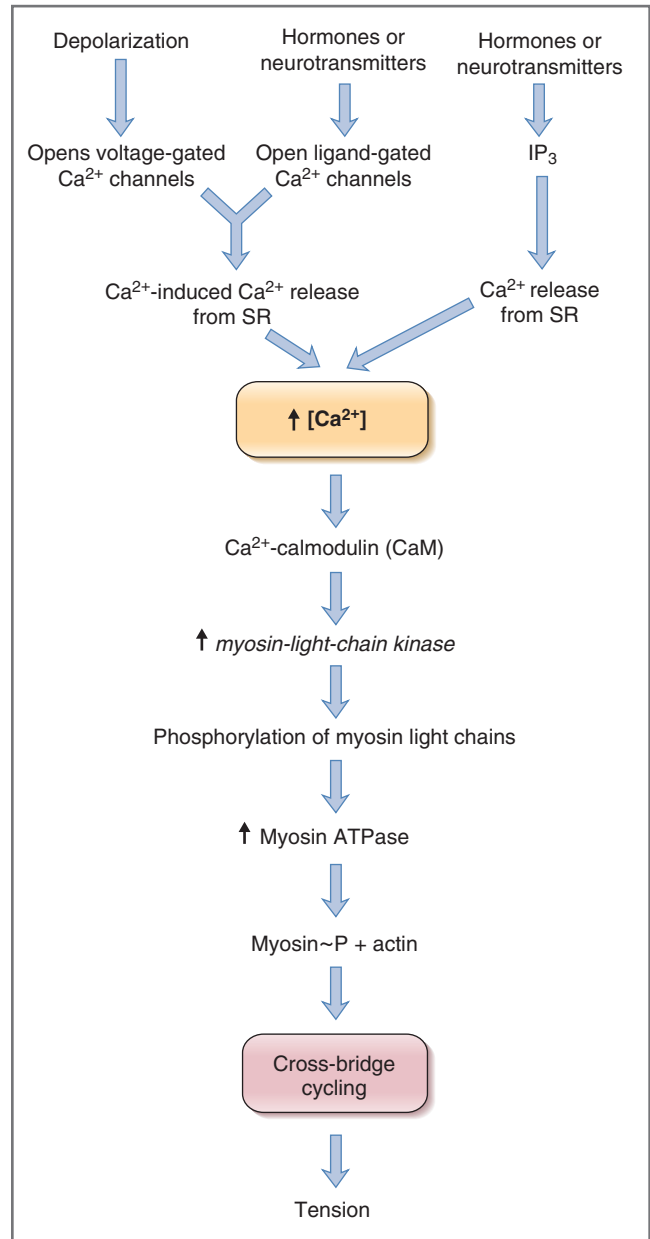 Depolarization
Hormones or
neurotransmitters
Hormones or
neurotransmitters
Opens voltage-gated
Ca²⁺ channels
Open ligand-gated
Ca²⁺ channels
IP₃
Ca²⁺-induced Ca²⁺ release
from SR
Ca²⁺ release
from SR
↑ [Ca²⁺]
Ca²⁺-calmodulin (CaM)
↑ myosin-light-chain kinase
Phosphorylation of myosin light chains
↑ Myosin ATPase
Myosin~P + actin
Cross-bridge
cycling
Tension